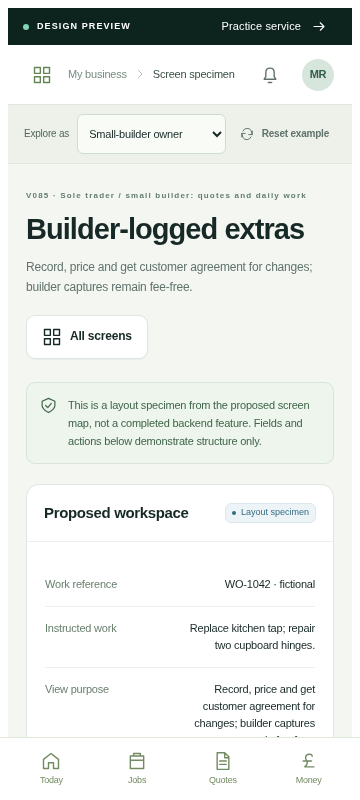 DESIGN PREVIEW
Practice service
My business
Screen specimen
MR
Explore as
Small-builder owner
Reset example
V085 · Sole trader / small builder: quotes and daily work
Builder-logged extras
Record, price and get customer agreement for changes;
builder captures remain fee-free.
All screens
This is a layout specimen from the proposed screen
map, not a completed backend feature. Fields and
actions below demonstrate structure only.
Proposed workspace
Layout specimen
Work reference
WO-1042 · fictional
Instructed work
Replace kitchen tap; repair
two cupboard hinges.
View purpose
Record, price and get
customer agreement for
changes; builder captures
Today
Jobs
Quotes
Money